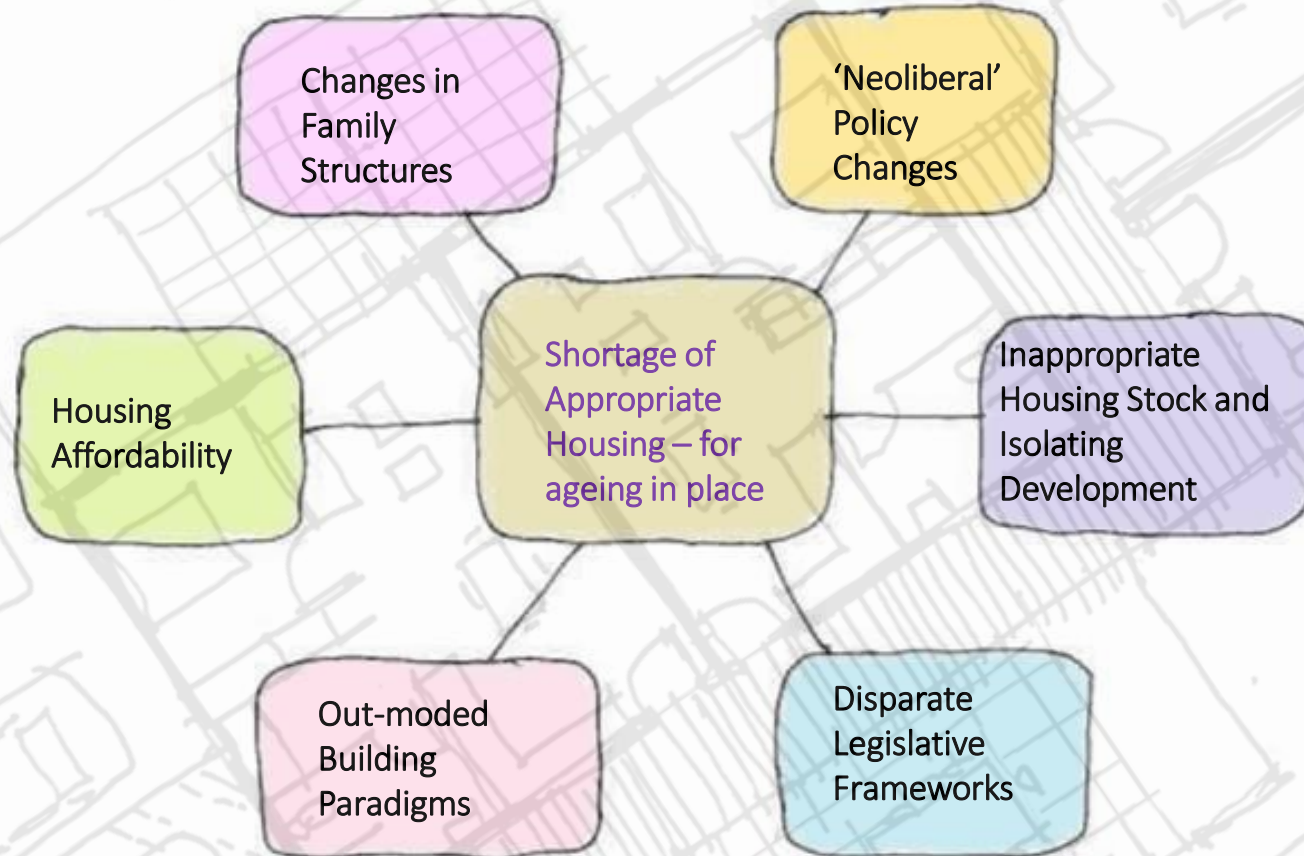 Changes in
Family
Structures
‘Neoliberal’
Policy
Changes
Housing
Affordability
Shortage of
Appropriate
Housing – for
ageing in place
Inappropriate
Housing Stock and
Isolating
Development
Out-moded
Building
Paradigms
Disparate
Legislative
Frameworks